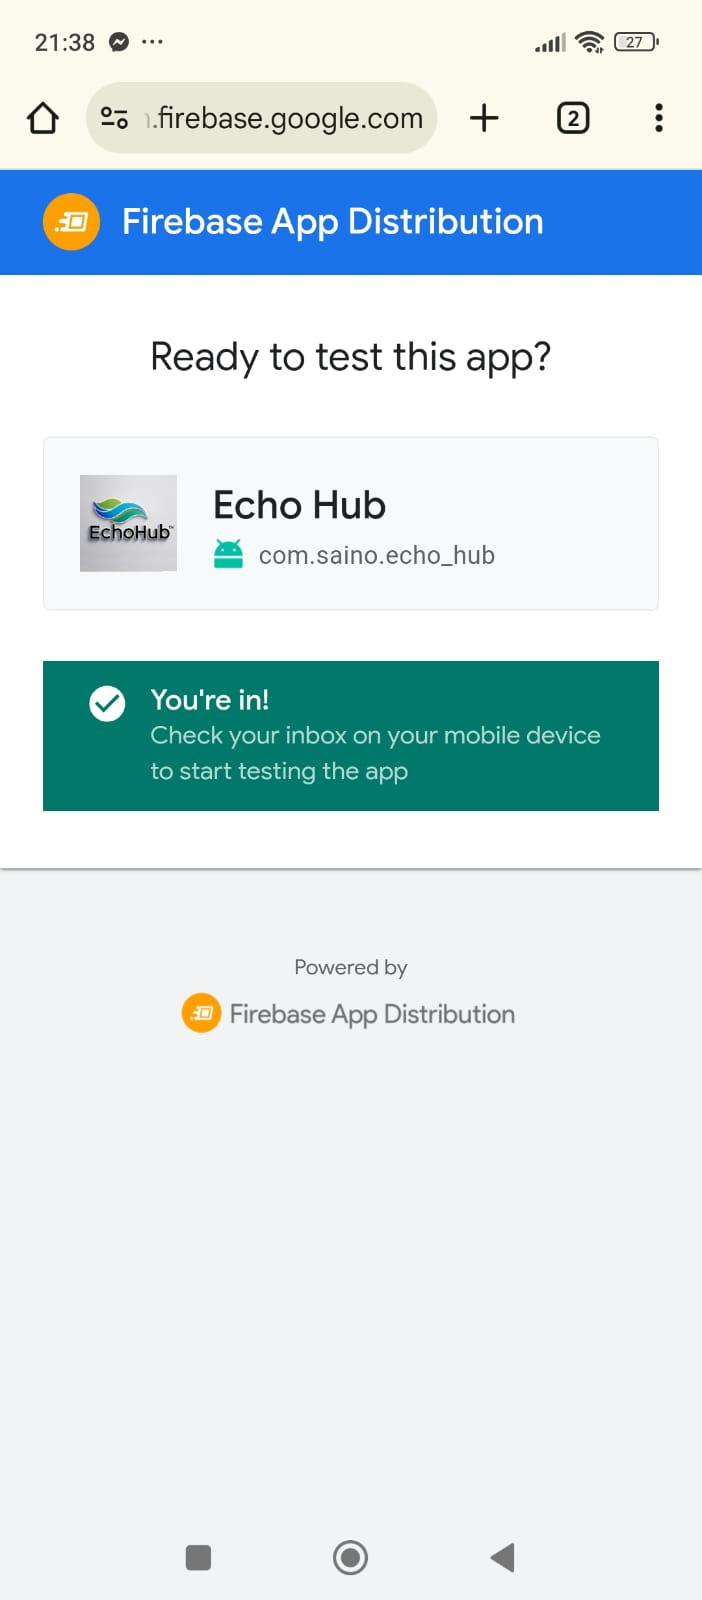 21:38
27
.firebase.google.com
2
Firebase App Distribution
Ready to test this app?
EchoHub™
Echo Hub
com.saino.echo_hub
You're in!
Check your inbox on your mobile device
to start testing the app
Powered by
Firebase App Distribution